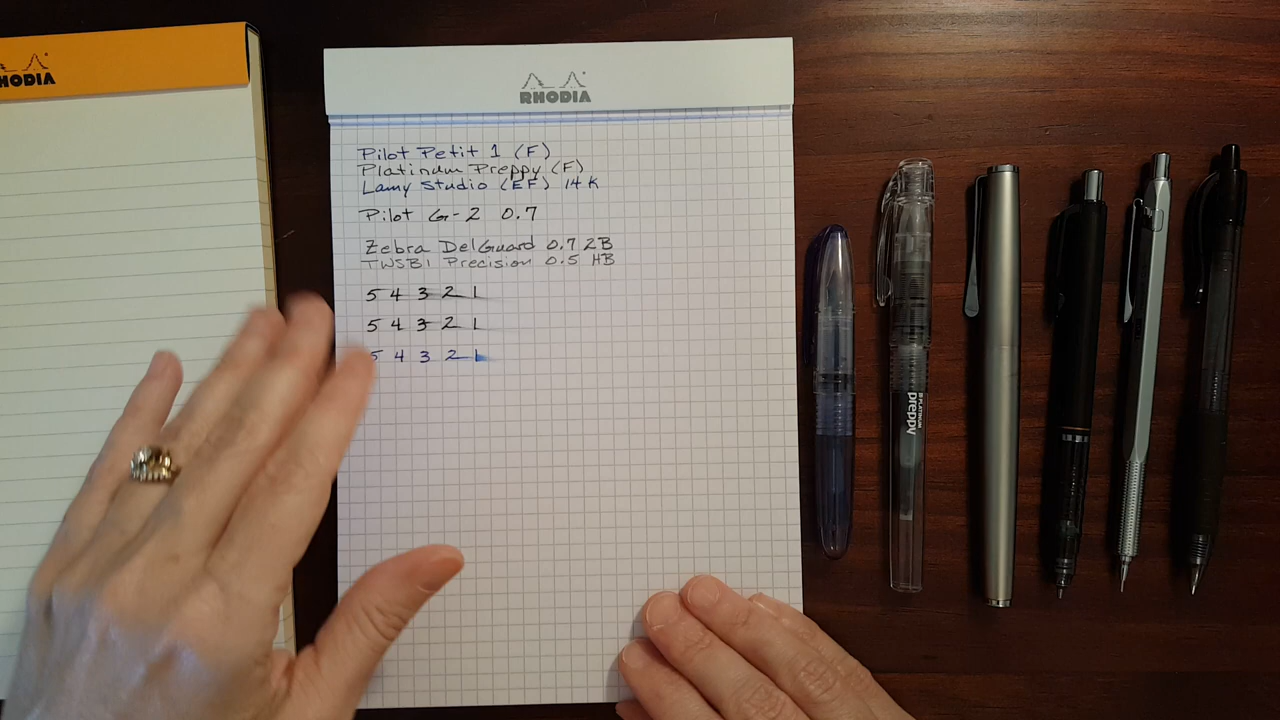 RHODIA
RHODIA
Pilot Petit 1 (F)
Platinum Preppy (F)
Lamy Studio (EF) 14K
Pilot G-2 0.7
Zebra DelGuard 0.7 2B
TWSBI Precision 0.5 HB
5 4 3 2 1
5 4 3 2 1
5 4 3 2 1
PLATINUM
preppy